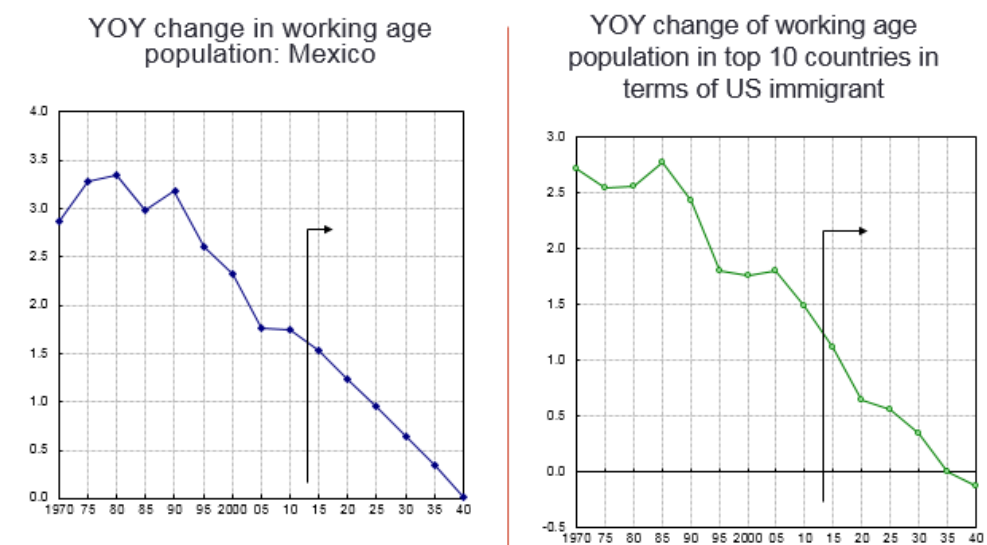 YOY change in working age
population: Mexico
4.0
3.5
3.0
2.5
2.0
1.5
1.0
0.5
0.0
1970 75 80 85 90 95 2000 05 10 15 20 25 30 35 40
YOY change of working age
population in top 10 countries in
terms of US immigrant
3.0
2.5
2.0
1.5
1.0
0.5
0.0
-0.5
1970 75 80 85 90 95 2000 05 10 15 20 25 30 35 40